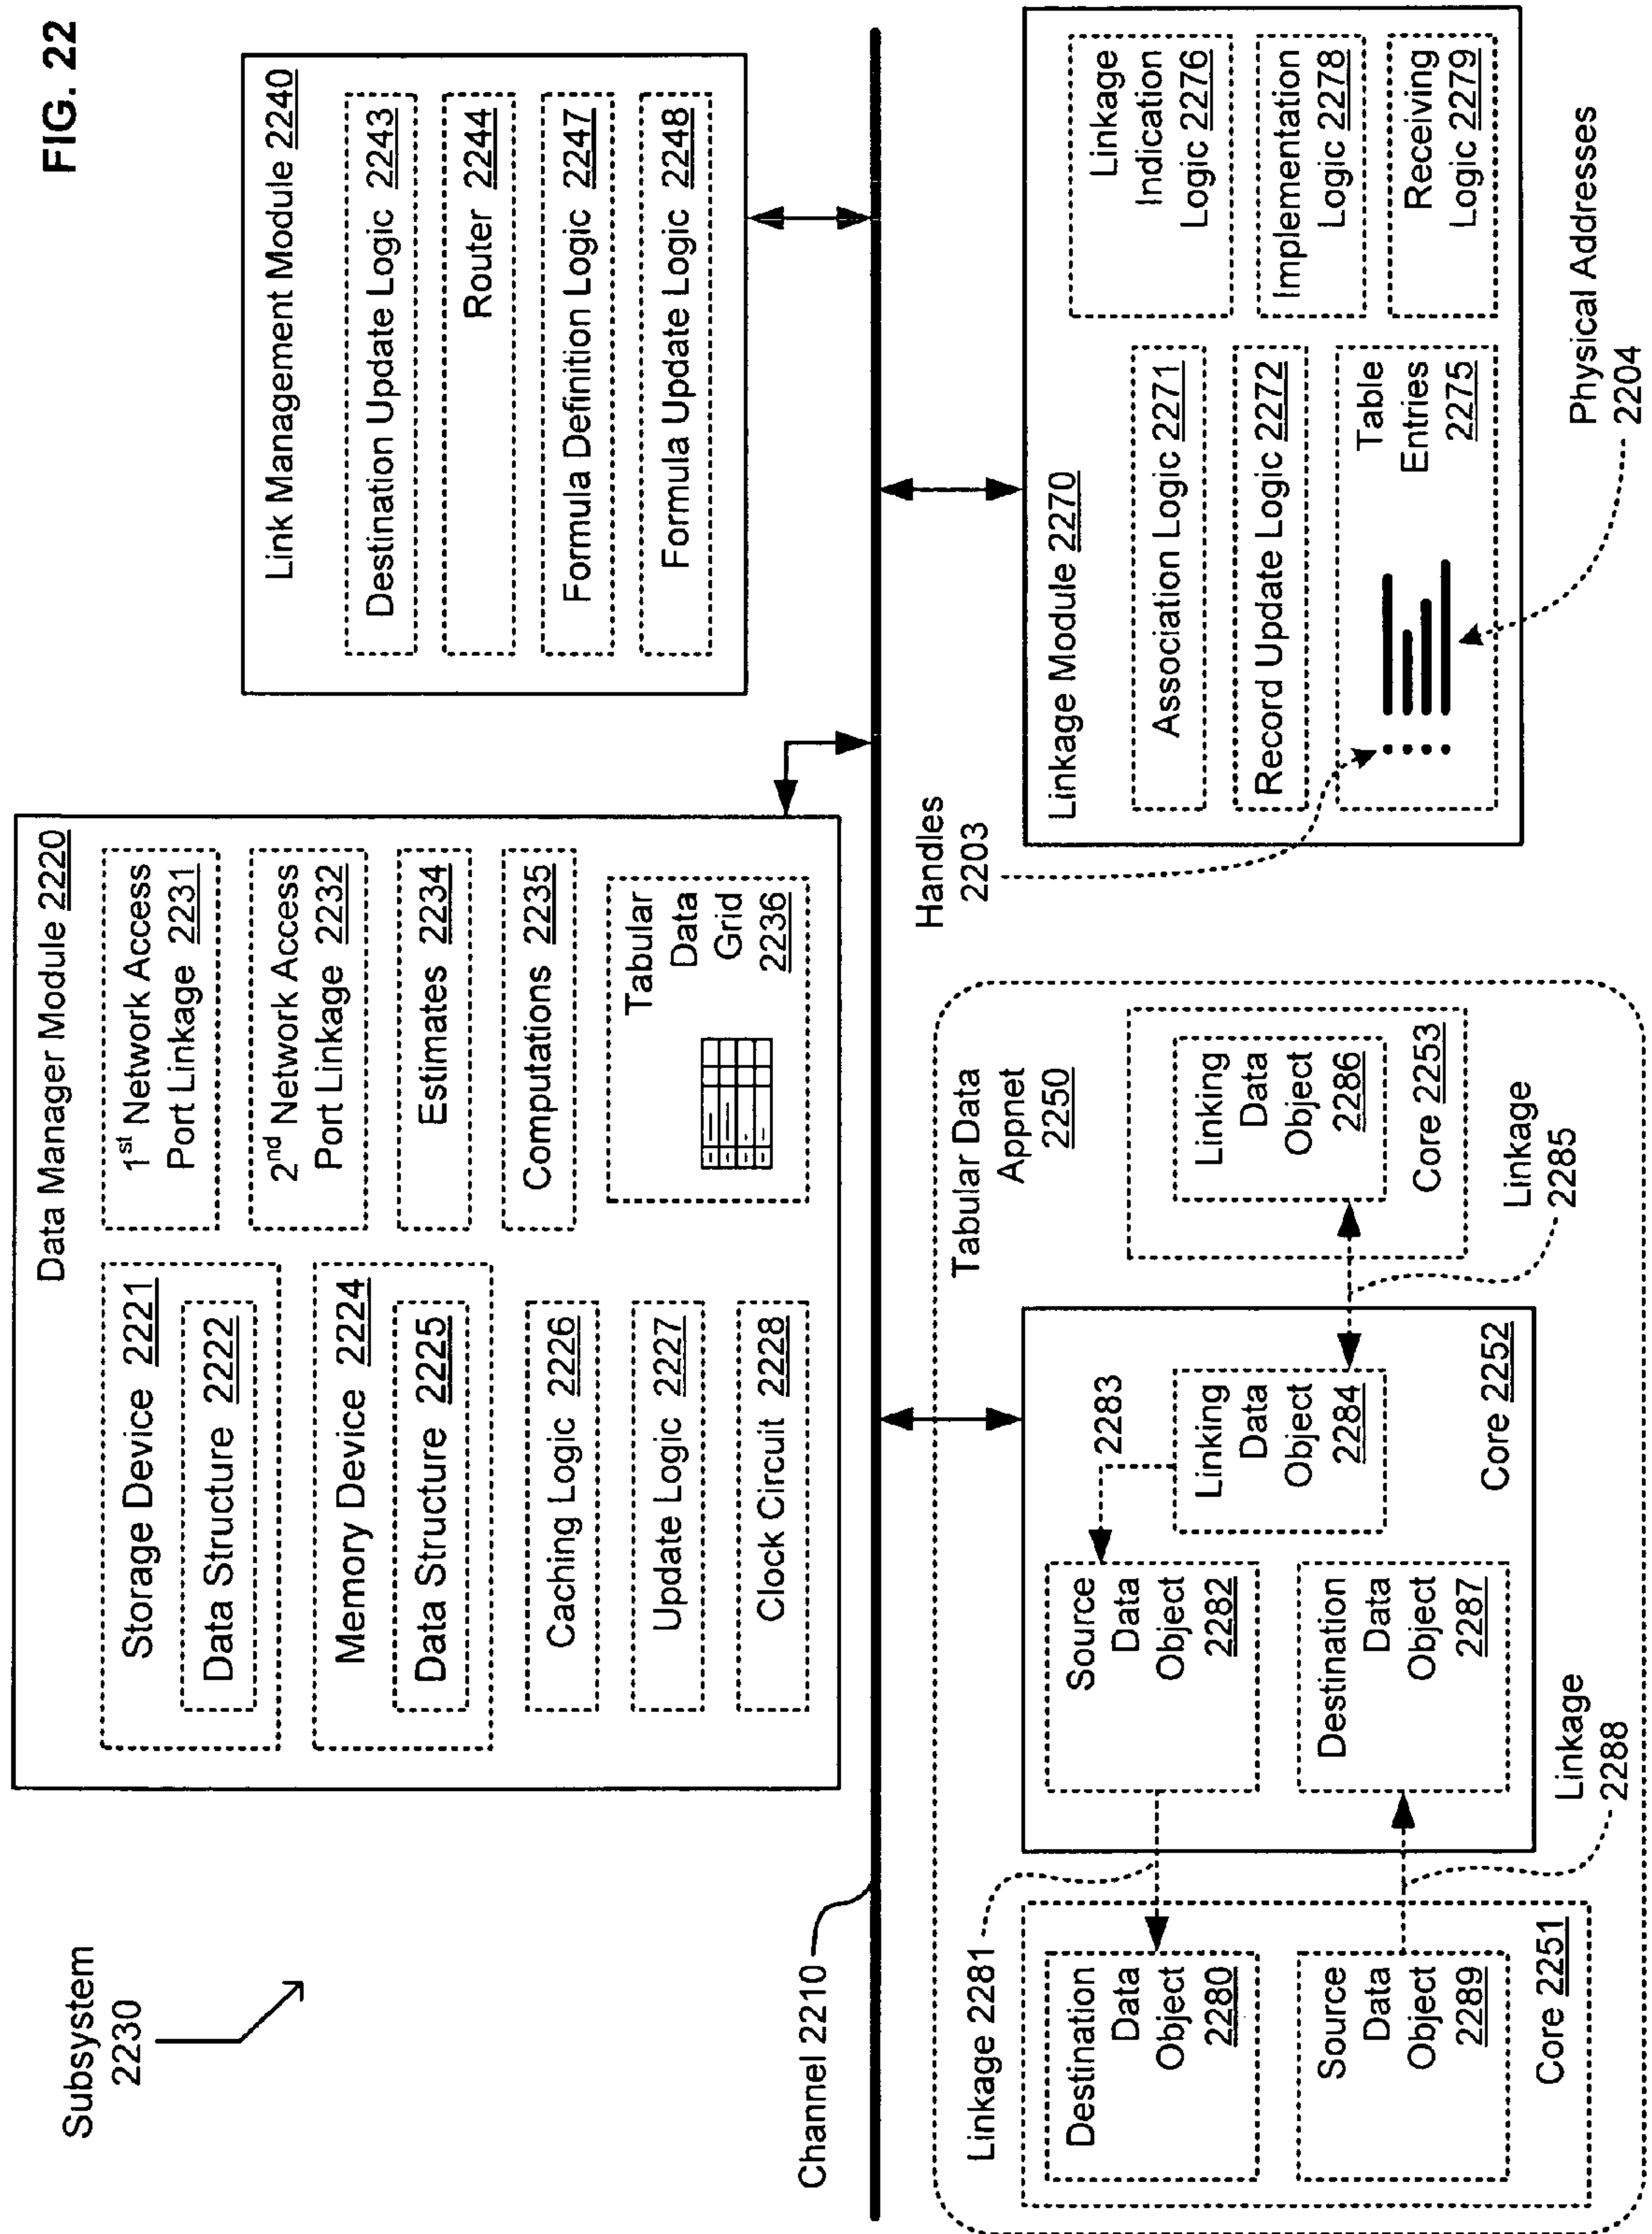 FIG. 22
Subsystem
2230
Data Manager Module 2220
Storage Device 2221
Data Structure 2222
Memory Device 2224
Data Structure 2225
Caching Logic 2226
Update Logic 2227
Clock Circuit 2228
1st Network Access
Port Linkage 2231
2nd Network Access
Port Linkage 2232
Estimates 2234
Computations 2235
Tabular
Data
Grid
2236
Link Management Module 2240
Destination Update Logic 2243
Router 2244
Formula Definition Logic 2247
Formula Update Logic 2248
Channel 2210
Tabular Data
Appnet
2250
Linkage 2281
Destination
Data
Object
2280
Source
Data
Object
2289
Core 2251
Source
Data
Object
2282
Destination
Data
Object
2287
2283
Linking
Data
Object
2284
Core 2252
Linkage
2288
Linking
Data
Object
2286
Core 2253
Linkage
2285
Handles
2203
Linkage Module 2270
Association Logic 2271
Record Update Logic 2272
Table
Entries
2275
Linkage
Indication
Logic 2276
Implementation
Logic 2278
Receiving
Logic 2279
Physical Addresses
2204